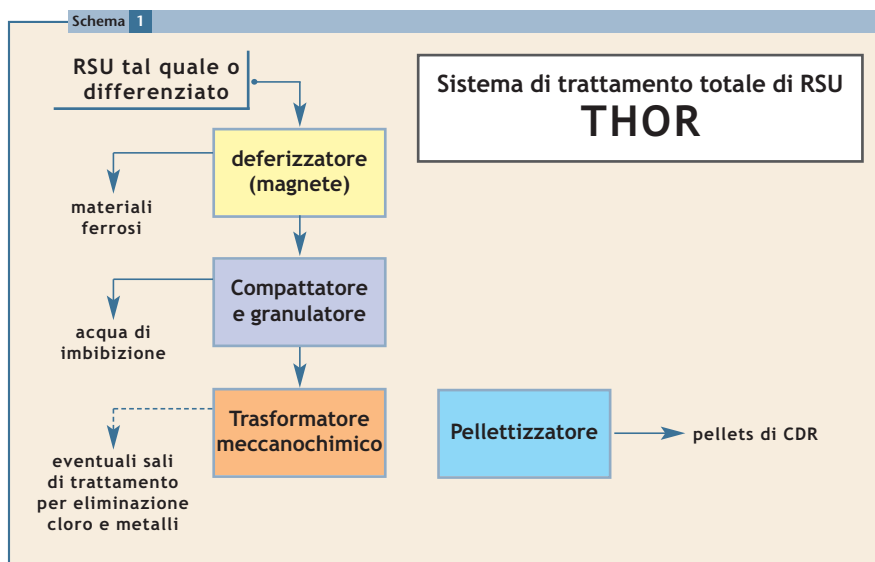 Schema 1
RSU tal quale o
differenziato
Sistema di trattamento totale di RSU
THOR
deferizzatore
(magnete)
materiali
ferrosi
Compattatore
e granulatore
acqua di
imbibizione
Trasformatore
meccanochimico
Pellettizzatore
pellets di CDR
eventuali sali
di trattamento
per eliminazione
cloro e metalli